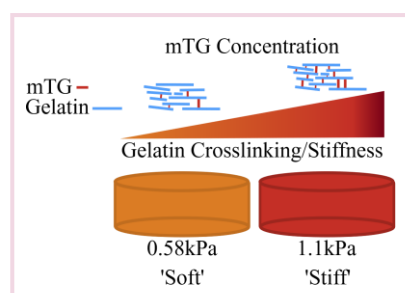 mTG Concentration
mTG
Gelatin
Gelatin Crosslinking/Stiffness
0.58kPa
'Soft'
1.1kPa
'Stiff'